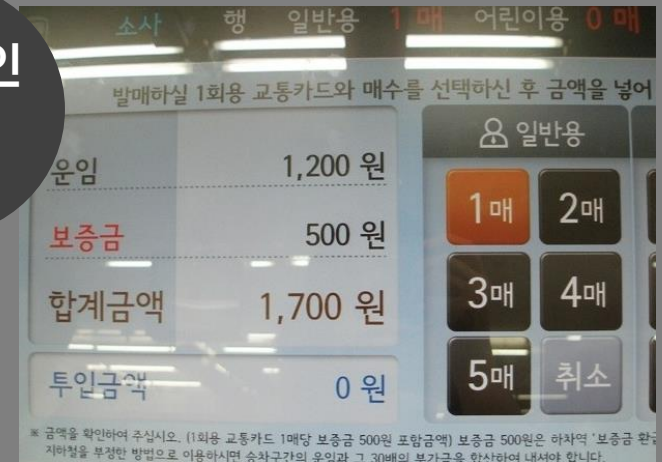 인
소사 행 일반용 1 매 어린이용 0 매
발매하실 1회용 교통카드와 매수를 선택하신 후 금액을 넣어
일반용
운임 1,200 원
1매 2매
보증금 500 원
합계금액 1,700 원
3매 4매
투입금액 0 원
5매 취소
※ 금액을 확인하여 주십시오. (1회용 교통카드 1매당 보증금 500원 포함금액) 보증금 500원은 하차역 '보증금 환급
지하철을 부정한 방법으로 이용하시면 승차구간의 운임과 그 30배의 부가금을 합산하여 내셔야 합니다.